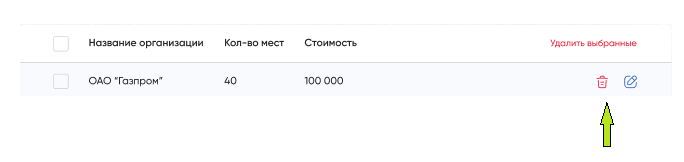 Название организации Кол-во мест Стоимость Удалить выбранные
ОАО "Газпром" 40 100 000